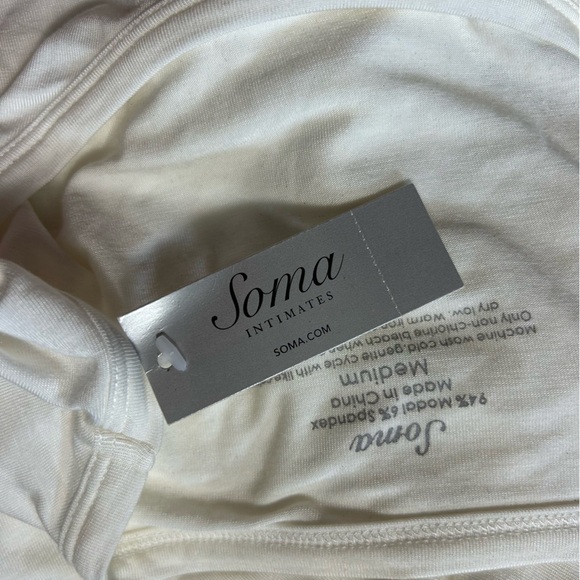 Soma
INTIMATES
SOMA.COM
Soma
94% Modal 6% Spandex
Made in China
Medium
Machine wash cold gentle cycle with like
Only non-chlorine bleach when
dry low. Warm iron